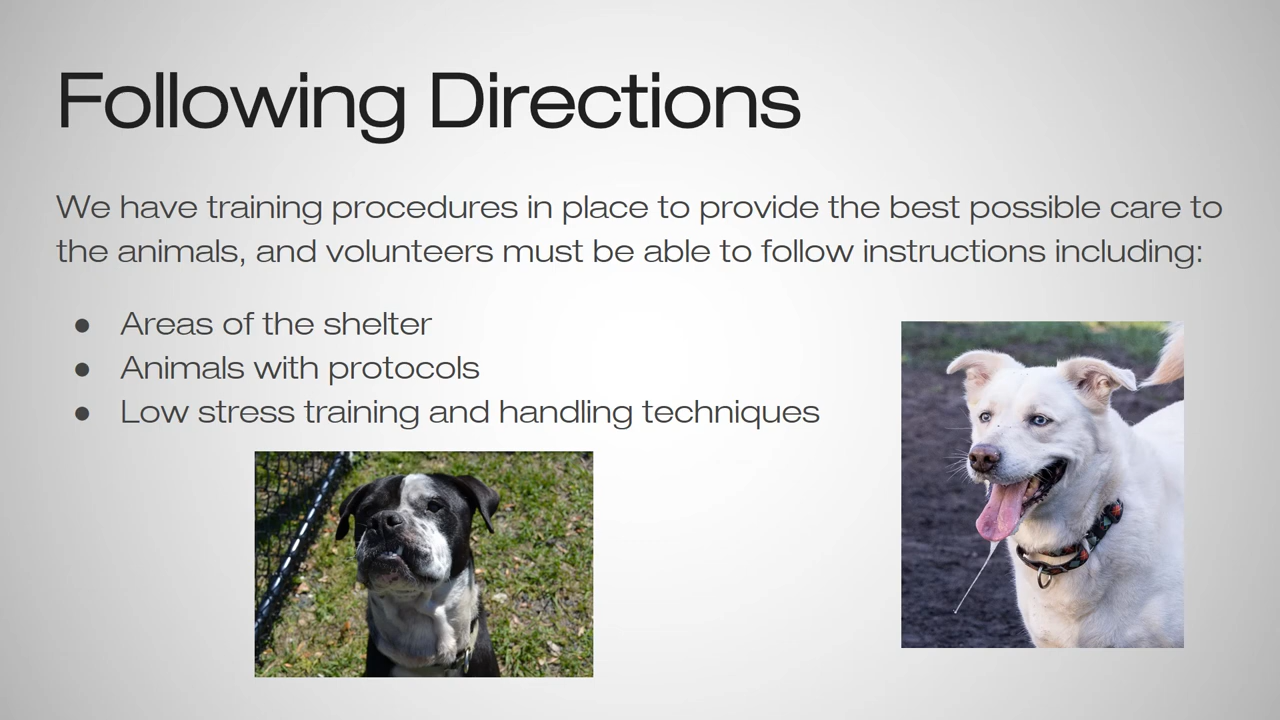 Following Directions
We have training procedures in place to provide the best possible care to
the animals, and volunteers must be able to follow instructions including:
● Areas of the shelter
● Animals with protocols
● Low stress training and handling techniques